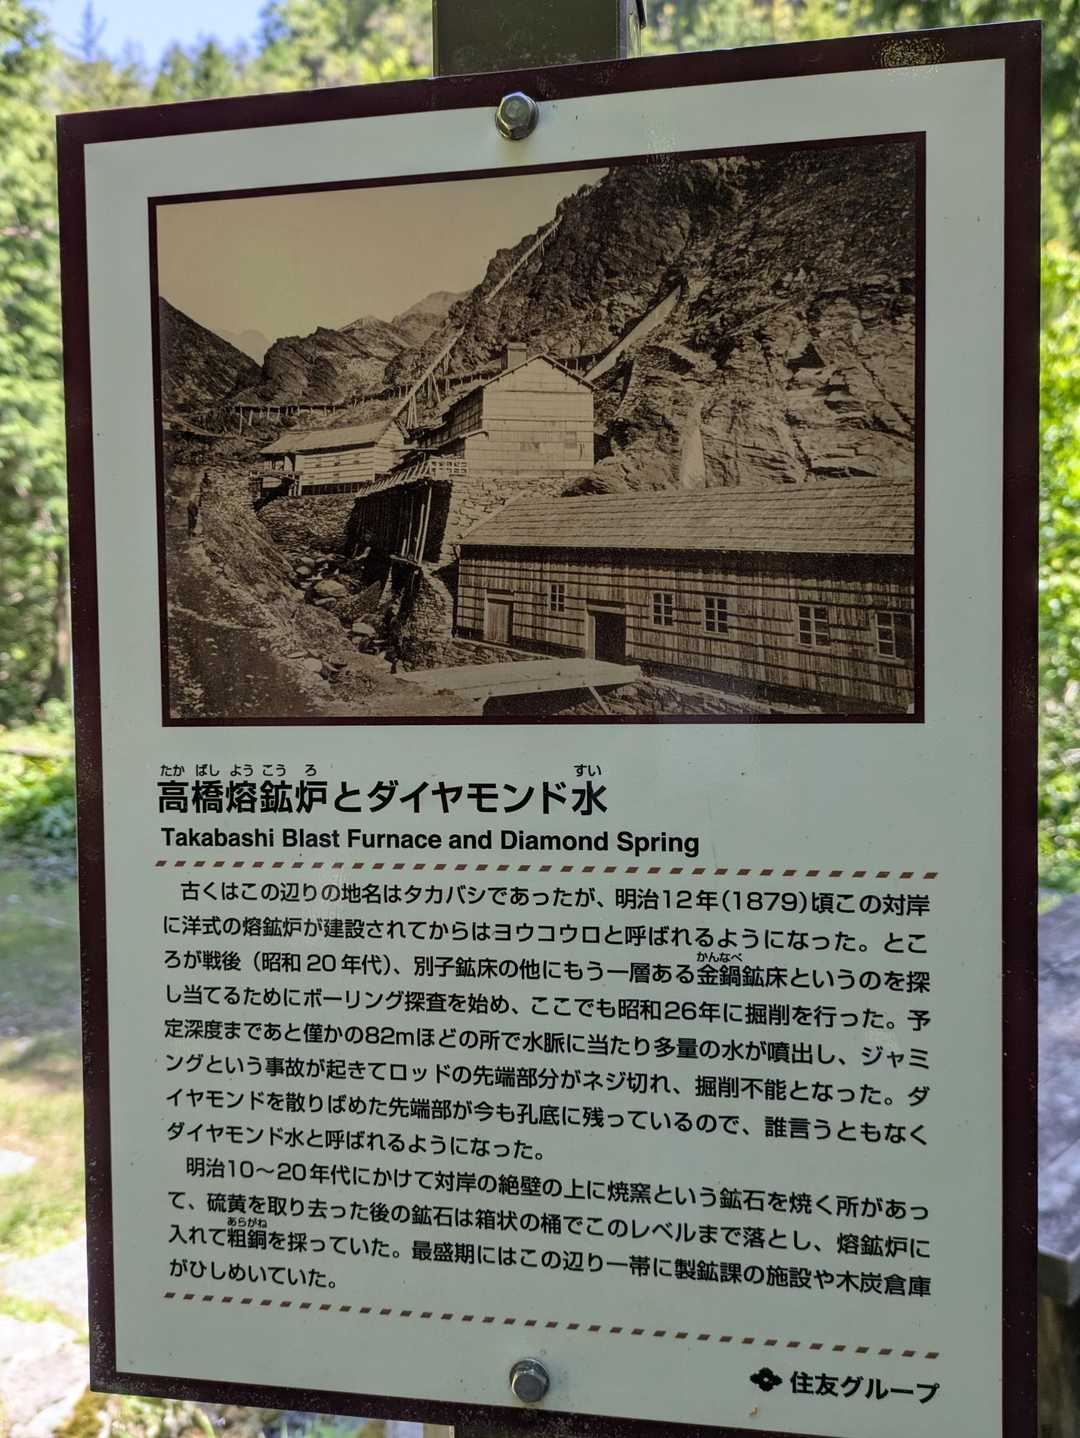 たか ばし よう こう ろ すい
高橋熔鉱炉とダイヤモンド水
Takabashi Blast Furnace and Diamond Spring
古くはこの辺りの地名はタカバシであったが、明治12年(1879)頃この対岸
に洋式の熔鉱炉が建設されてからはヨウコウロと呼ばれるようになった。とこ
ろが戦後（昭和20年代）、別子鉱床の他にもう一層ある金鍋鉱床というのを探
かんなべ
し当てるためにボーリング探査を始め、ここでも昭和26年に掘削を行った。予
定深度まであと僅かの82mほどの所で水脈に当たり多量の水が噴出し、ジャミ
ングという事故が起きてロッドの先端部分がネジ切れ、掘削不能となった。ダ
イヤモンドを散りばめた先端部が今も孔底に残っているので、誰言うともなく
ダイヤモンド水と呼ばれるようになった。
明治10～20年代にかけて対岸の絶壁の上に焼窯という鉱石を焼く所があっ
て、硫黄を取り去った後の鉱石は箱状の桶でこのレベルまで落とし、熔鉱炉に
あらがね
入れて粗銅を採っていた。最盛期にはこの辺り一帯に製鉱課の施設や木炭倉庫
がひしめいていた。
住友グループ